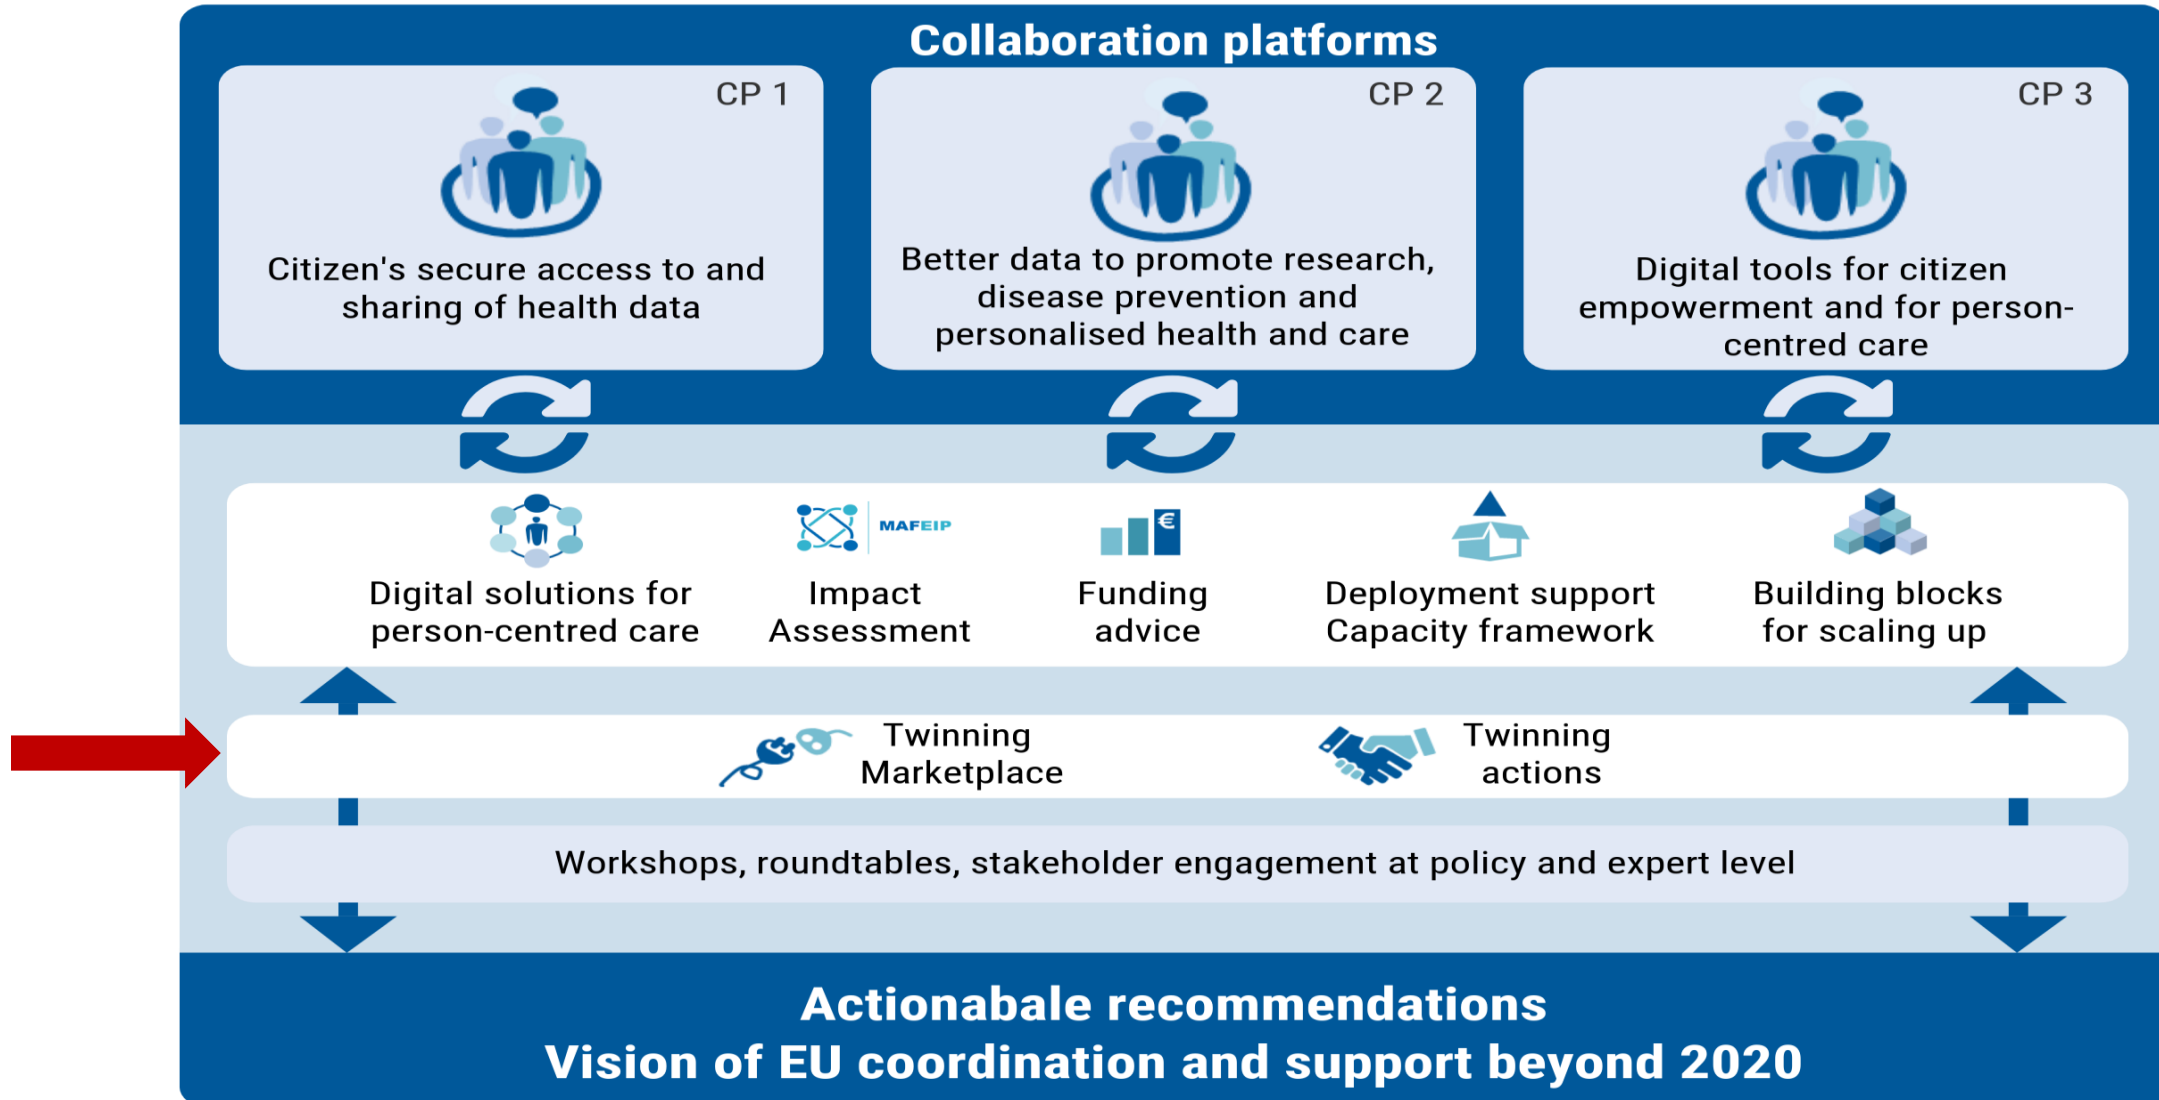 Collaboration platforms
CP 1
Citizen's secure access to and
sharing of health data
CP 2
Better data to promote research,
disease prevention and
personalised health and care
CP 3
Digital tools for citizen
empowerment and for person-
centred care
MAFEIP
€
Digital solutions for
person-centred care
Impact
Assessment
Funding
advice
Deployment support
Capacity framework
Building blocks
for scaling up
Twinning
Marketplace
Twinning
actions
Workshops, roundtables, stakeholder engagement at policy and expert level
Actionabale recommendations
Vision of EU coordination and support beyond 2020